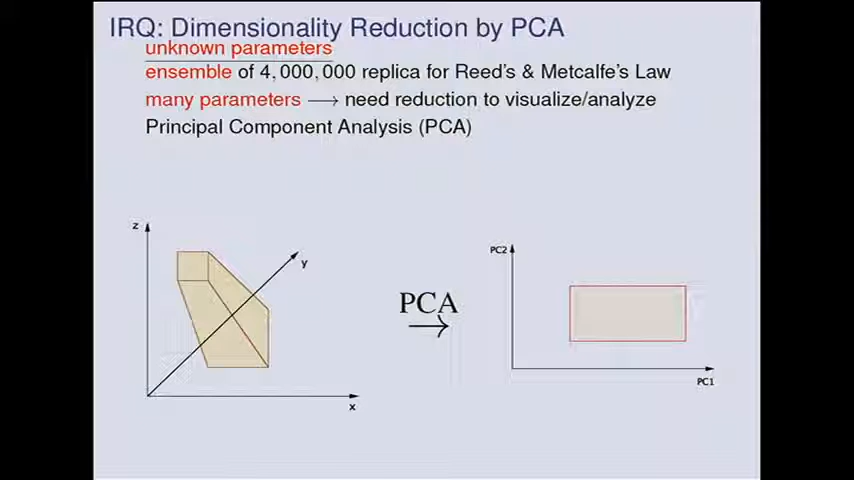 IRQ: Dimensionality Reduction by PCA
unknown parameters
ensemble of 4,000,000 replica for Reed's & Metcalfe's Law
many parameters ⟶ need reduction to visualize/analyze
Principal Component Analysis (PCA)
z
y
x
PCA
→
PC2
PC1